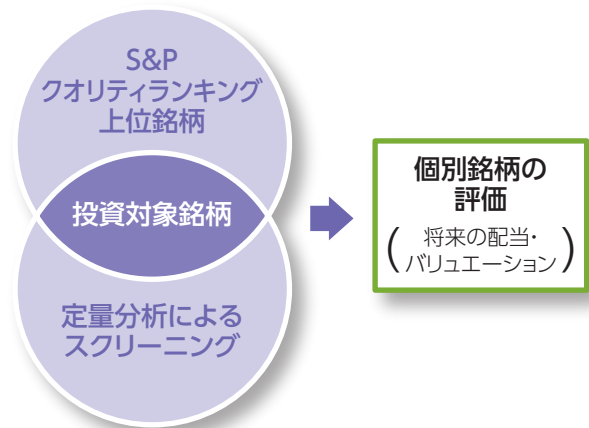 S&P
クオリティランキング
上位銘柄
投資対象銘柄
定量分析による
スクリーニング
個別銘柄の
評価
(将来の配当・
バリュエーション)